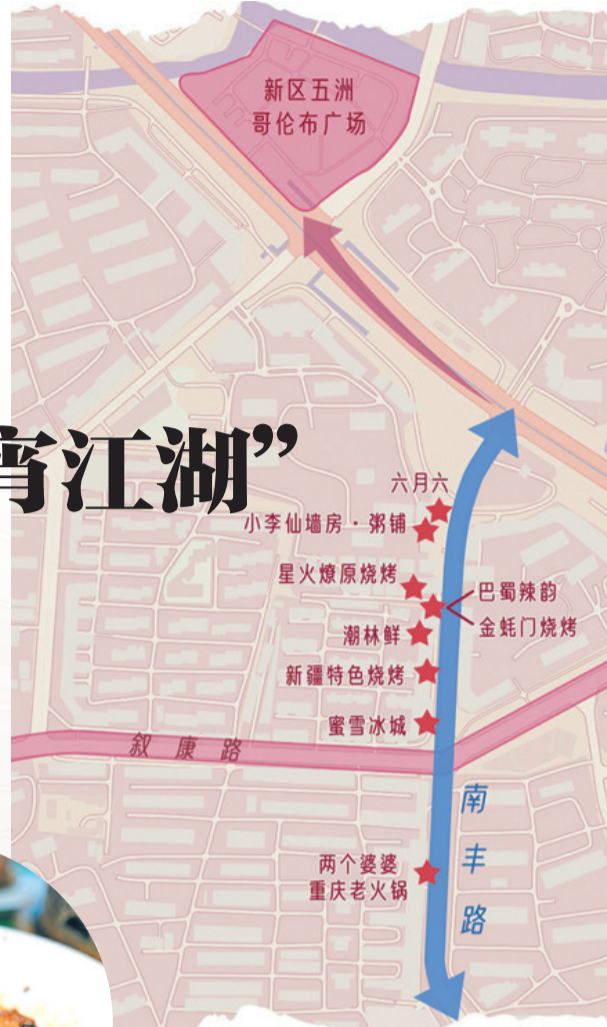 新区五洲
哥伦布广场
宵江湖”
六月六
小李仙墙房·粥铺
星火燎原烧烤
巴蜀辣韵
金蚝门烧烤
潮林鲜
新疆特色烧烤
蜜雪冰城
叙康路
南丰路
两个婆婆
重庆老火锅